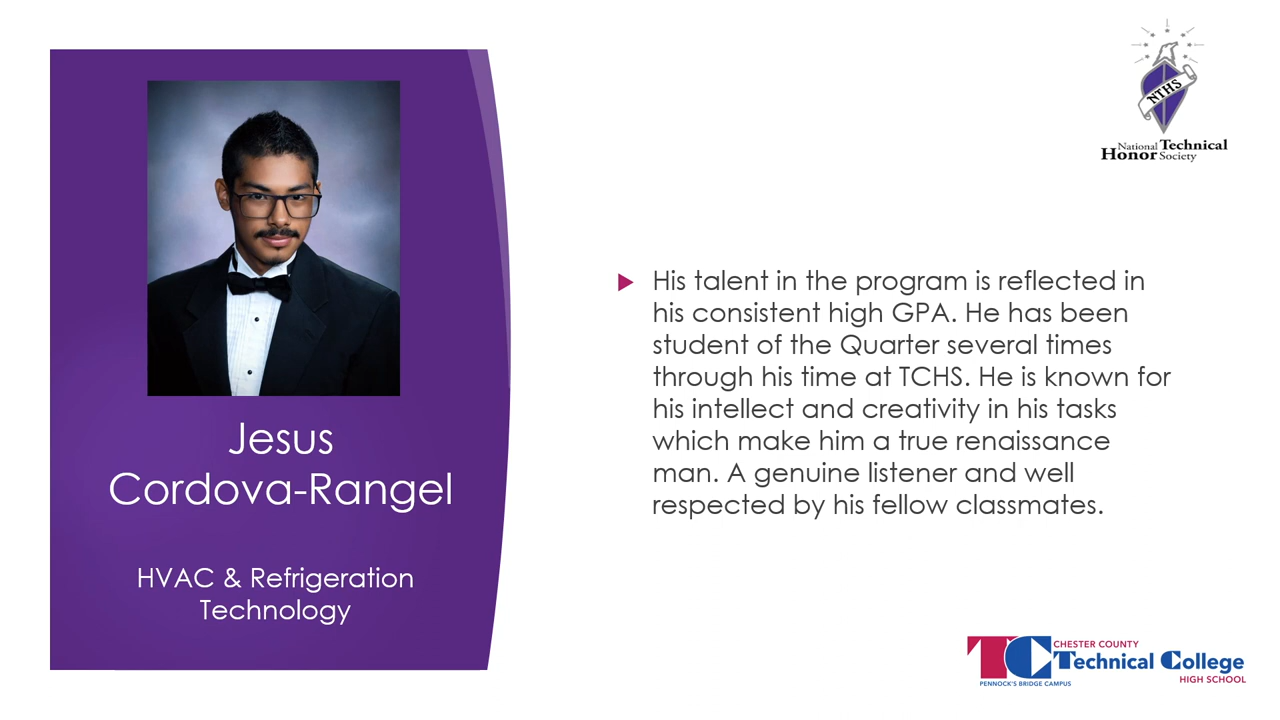 Jesus
Cordova-Rangel
HVAC & Refrigeration
Technology
NTHS
National Technical
Honor Society
His talent in the program is reflected in
his consistent high GPA. He has been
student of the Quarter several times
through his time at TCHS. He is known for
his intellect and creativity in his tasks
which make him a true renaissance
man. A genuine listener and well
respected by his fellow classmates.
TC
CHESTER COUNTY
Technical College
HIGH SCHOOL
PENNOCK'S BRIDGE CAMPUS